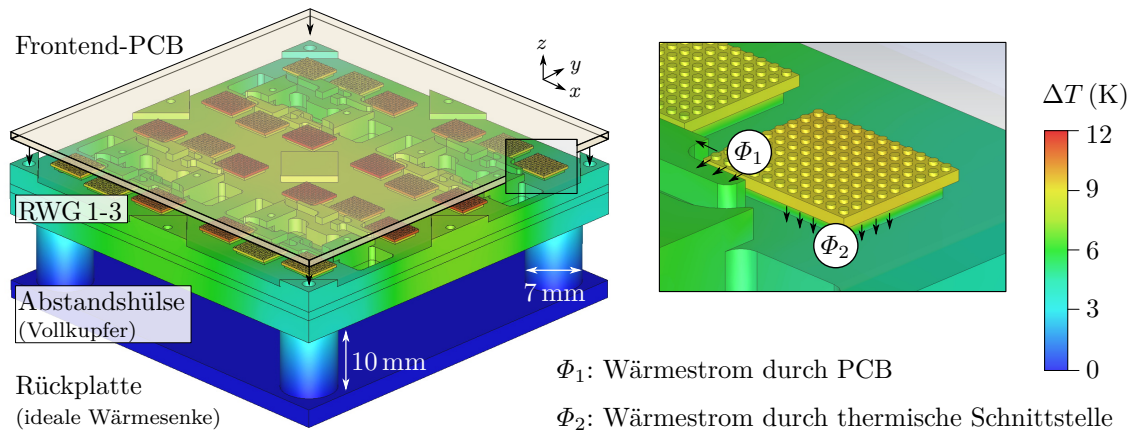 Frontend-PCB
z
y
x
RWG 1-3
Abstandshülse
(Vollkupfer)
7 mm
10 mm
Rückplatte
(ideale Wärmesenke)
Φ1
Φ2
Φ1: Wärmestrom durch PCB
Φ2: Wärmestrom durch thermische Schnittstelle
ΔT (K)
12
9
6
3
0